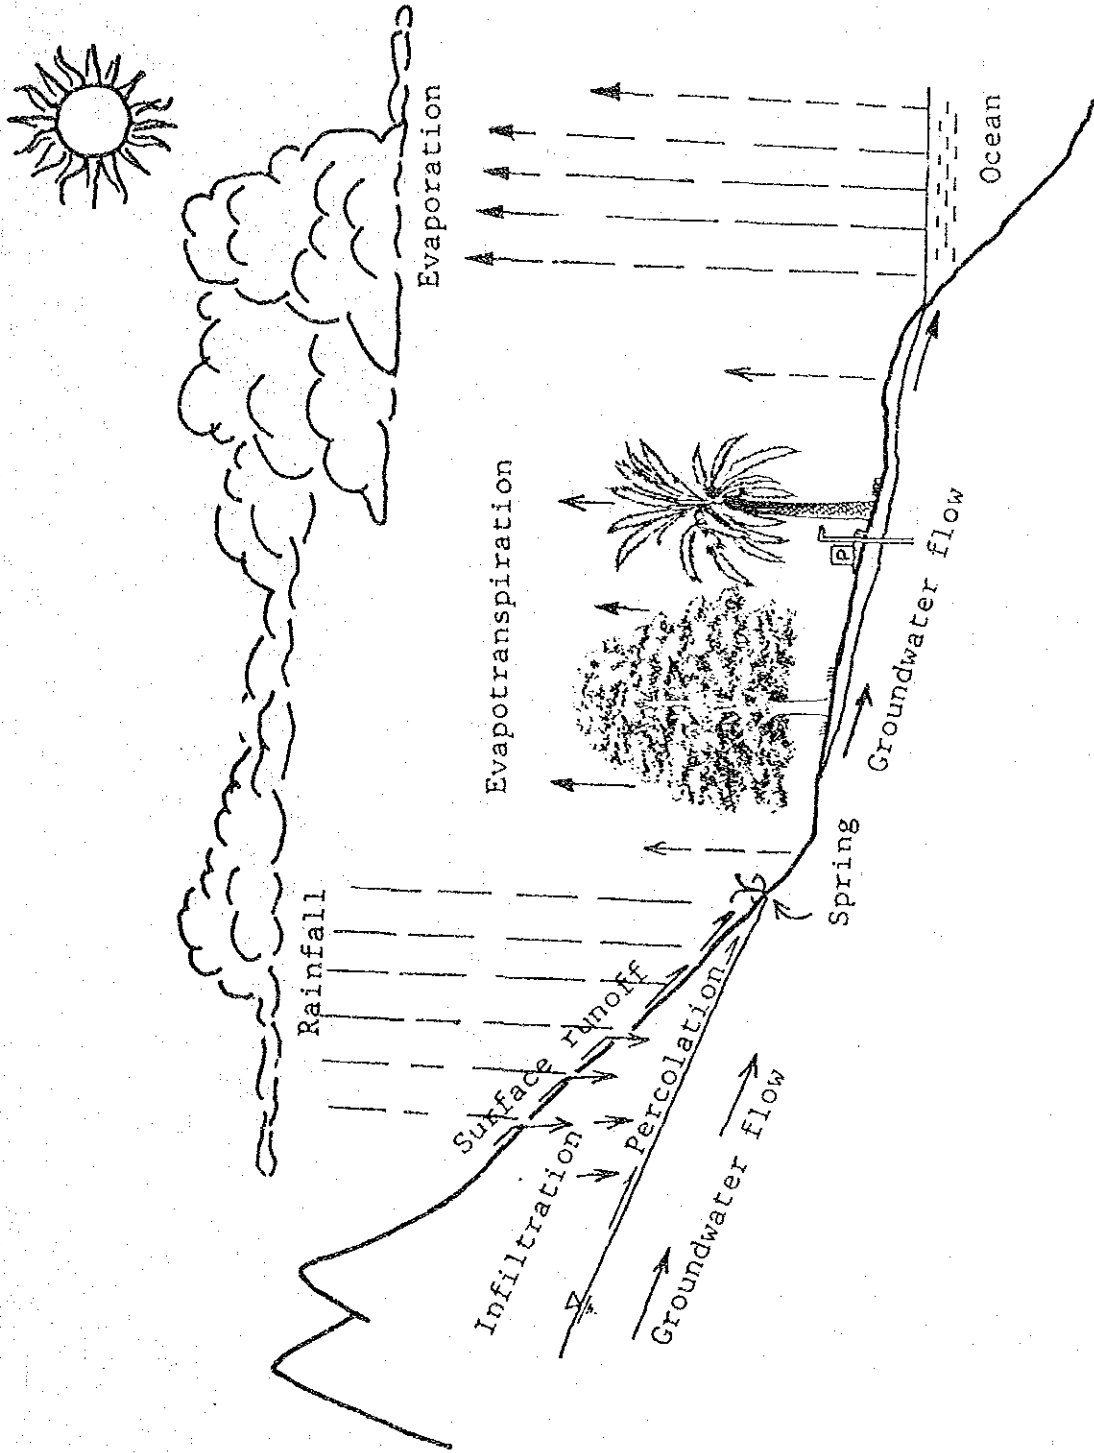 Rainfall
Evaporation
Evapotranspiration
Surface runoff
Infiltration
Percolation
Groundwater flow
Spring
P
Groundwater flow
Ocean